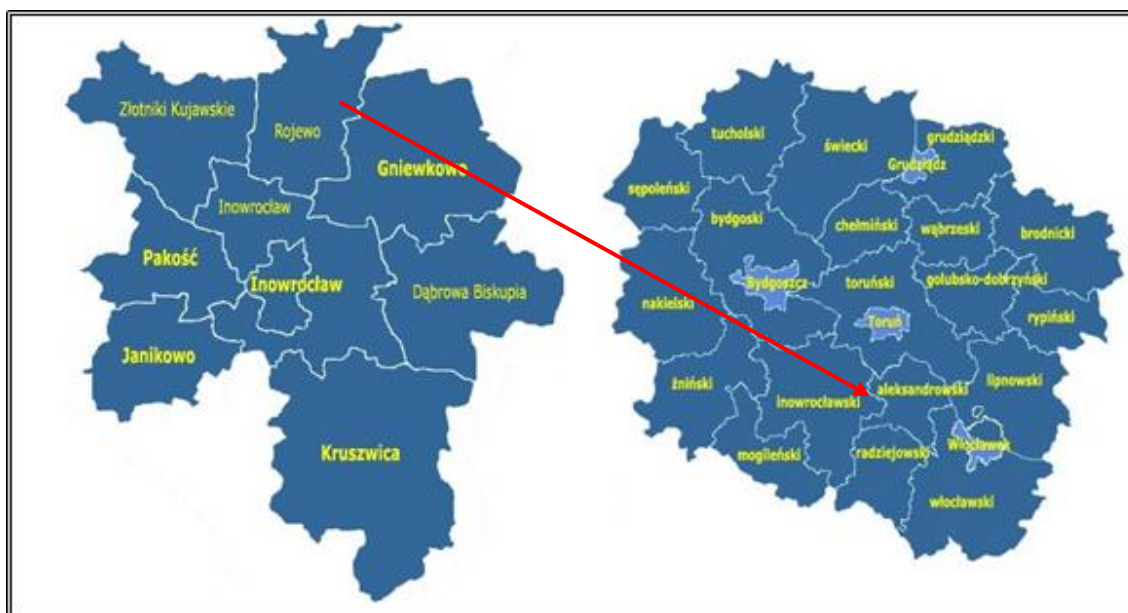 Złotniki Kujawskie
Rojewo
Gniewkowo
Inowrocław
Pakość
Inowrocław
Dąbrowa Biskupia
Janikowo
Kruszwica
tucholski
świecki
grudziądzki
Grudziądz
sępoleński
bydgoski
chełmiński
wąbrzeski
brodnicki
Bydgoszcz
toruński
golubsko-dobrzyński
nakielski
Toruń
rypiński
żniński
inowrocławski
aleksandrowski
lipnowski
mogileński
radziejowski
Włocławek
włocławski